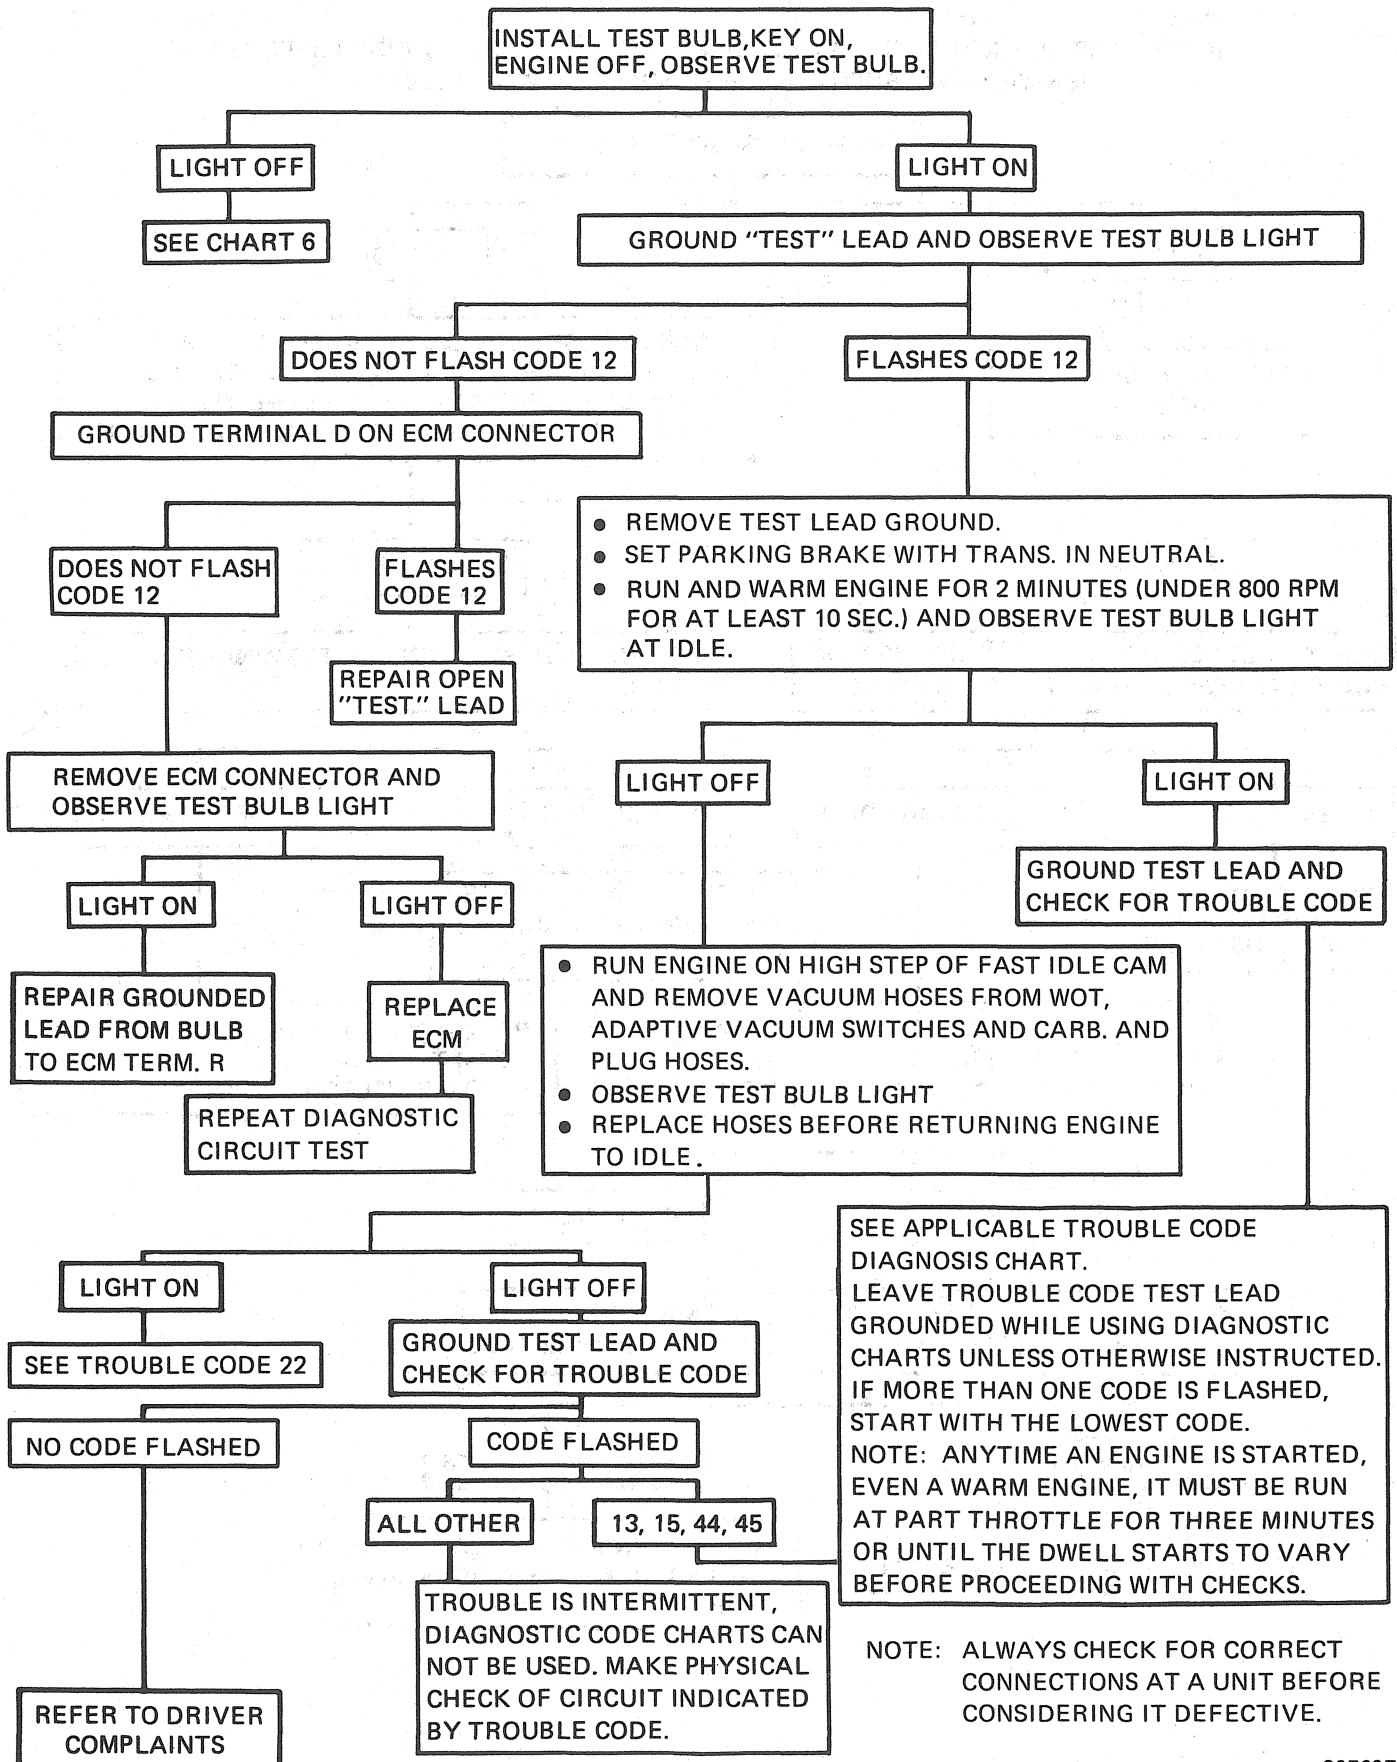 INSTALL TEST BULB,KEY ON,
ENGINE OFF, OBSERVE TEST BULB.
LIGHT OFF
LIGHT ON
SEE CHART 6
GROUND "TEST" LEAD AND OBSERVE TEST BULB LIGHT
DOES NOT FLASH CODE 12
FLASHES CODE 12
GROUND TERMINAL D ON ECM CONNECTOR
DOES NOT FLASH
CODE 12
FLASHES
CODE 12
REPAIR OPEN
"TEST" LEAD
• REMOVE TEST LEAD GROUND.
• SET PARKING BRAKE WITH TRANS. IN NEUTRAL.
• RUN AND WARM ENGINE FOR 2 MINUTES (UNDER 800 RPM
FOR AT LEAST 10 SEC.) AND OBSERVE TEST BULB LIGHT
AT IDLE.
REMOVE ECM CONNECTOR AND
OBSERVE TEST BULB LIGHT
LIGHT OFF
LIGHT ON
LIGHT ON
LIGHT OFF
GROUND TEST LEAD AND
CHECK FOR TROUBLE CODE
REPAIR GROUNDED
LEAD FROM BULB
TO ECM TERM. R
REPLACE
ECM
REPEAT DIAGNOSTIC
CIRCUIT TEST
• RUN ENGINE ON HIGH STEP OF FAST IDLE CAM
AND REMOVE VACUUM HOSES FROM WOT,
ADAPTIVE VACUUM SWITCHES AND CARB. AND
PLUG HOSES.
• OBSERVE TEST BULB LIGHT
• REPLACE HOSES BEFORE RETURNING ENGINE
TO IDLE.
LIGHT ON
LIGHT OFF
SEE TROUBLE CODE 22
GROUND TEST LEAD AND
CHECK FOR TROUBLE CODE
NO CODE FLASHED
CODE FLASHED
ALL OTHER
13, 15, 44, 45
SEE APPLICABLE TROUBLE CODE
DIAGNOSIS CHART.
LEAVE TROUBLE CODE TEST LEAD
GROUNDED WHILE USING DIAGNOSTIC
CHARTS UNLESS OTHERWISE INSTRUCTED.
IF MORE THAN ONE CODE IS FLASHED,
START WITH THE LOWEST CODE.
NOTE: ANYTIME AN ENGINE IS STARTED,
EVEN A WARM ENGINE, IT MUST BE RUN
AT PART THROTTLE FOR THREE MINUTES
OR UNTIL THE DWELL STARTS TO VARY
BEFORE PROCEEDING WITH CHECKS.
TROUBLE IS INTERMITTENT,
DIAGNOSTIC CODE CHARTS CAN
NOT BE USED. MAKE PHYSICAL
CHECK OF CIRCUIT INDICATED
BY TROUBLE CODE.
REFER TO DRIVER
COMPLAINTS
NOTE: ALWAYS CHECK FOR CORRECT
CONNECTIONS AT A UNIT BEFORE
CONSIDERING IT DEFECTIVE.